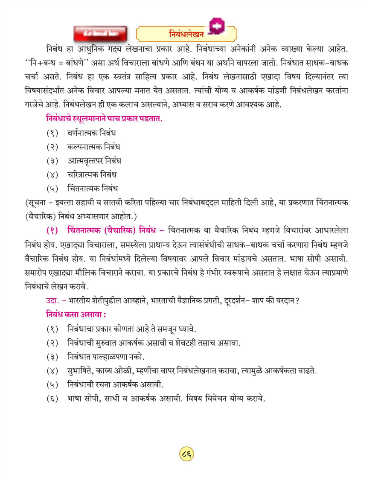 निबंधलेखन
निबंध हा आधुनिक गद्य लेखनाचा प्रकार आहे. निबंधाच्या अनेकांनी अनेक व्याख्या केल्या आहेत.
"नि+बन्ध = बांधणे" असा अर्थ विचाराला बांधणे आणि बंधन या अर्थाने वापरला जातो. निबंधात साधक-बाधक
चर्चा असते. निबंध हा एक स्वतंत्र साहित्य प्रकार आहे. निबंध लेखनासाठी एखादा विषय दिल्यानंतर त्या
विषयासंदर्भात अनेक विचार आपल्या मनात येत असतात. त्यांची योग्य व आकर्षक मांडणी निबंधलेखन करताना
गरजेचे आहे. निबंधलेखन ही एक कलाच असल्याने, अभ्यास व सराव करणे आवश्यक आहे.
निबंधाचे स्थूलमानाने पाच प्रकार पडतात.
(१) वर्णनात्मक निबंध
(२) कल्पनात्मक निबंध
(३) आत्मवृत्तपर निबंध
(४) चरित्रात्मक निबंध
(५) चिंतनात्मक निबंध
(सूचना - इयत्ता सहावी व सातवी करिता पहिल्या चार निबंधाबद्दल माहिती दिली आहे, या प्रकरणात चिंतनात्मक
(वैचारिक) निबंध अभ्यासणार आहोत.)
(१) चिंतनात्मक (वैचारिक) निबंध - चिंतनात्मक वा वैचारिक निबंध म्हणजे विचारांवर आधारलेला
निबंध होय. एखाद्या विचाराला, समस्येला प्राधान्य देऊन त्यासंबंधीची साधक-बाधक चर्चा करणारा निबंध म्हणजे
वैचारिक निबंध होय. या निबंधांमध्ये दिलेल्या विषयावर आपले विचार मांडायचे असतात. भाषा सोपी असावी.
समारोप एखाद्या मौलिक विचाराने करावा. या प्रकारचे निबंध हे गंभीर स्वरूपाचे असतात हे लक्षात घेऊन त्याप्रमाणे
निबंधाचे लेखन करावे.
उदा. - भारतीय शेतीपुढील आव्हाने, भारताची वैज्ञानिक प्रगती, दूरदर्शन- शाप की वरदान ?
निबंध कसा असावा :
(१) निबंधाचा प्रकार कोणता आहे ते समजून घ्यावे.
(२) निबंधाची सुरुवात आकर्षक असावी व शेवटही तसाच असावा.
(३) निबंधात पाल्हाळपणा नको.
(४) सुभाषिते, काव्य ओळी, म्हणींचा वापर निबंधलेखनात करावा, त्यामुळे आकर्षकता वाढते.
(५) निबंधाची रचना आकर्षक असावी.
(६) भाषा सोपी, साधी व आकर्षक असावी. विषय विवेचन योग्य करावे.
८६